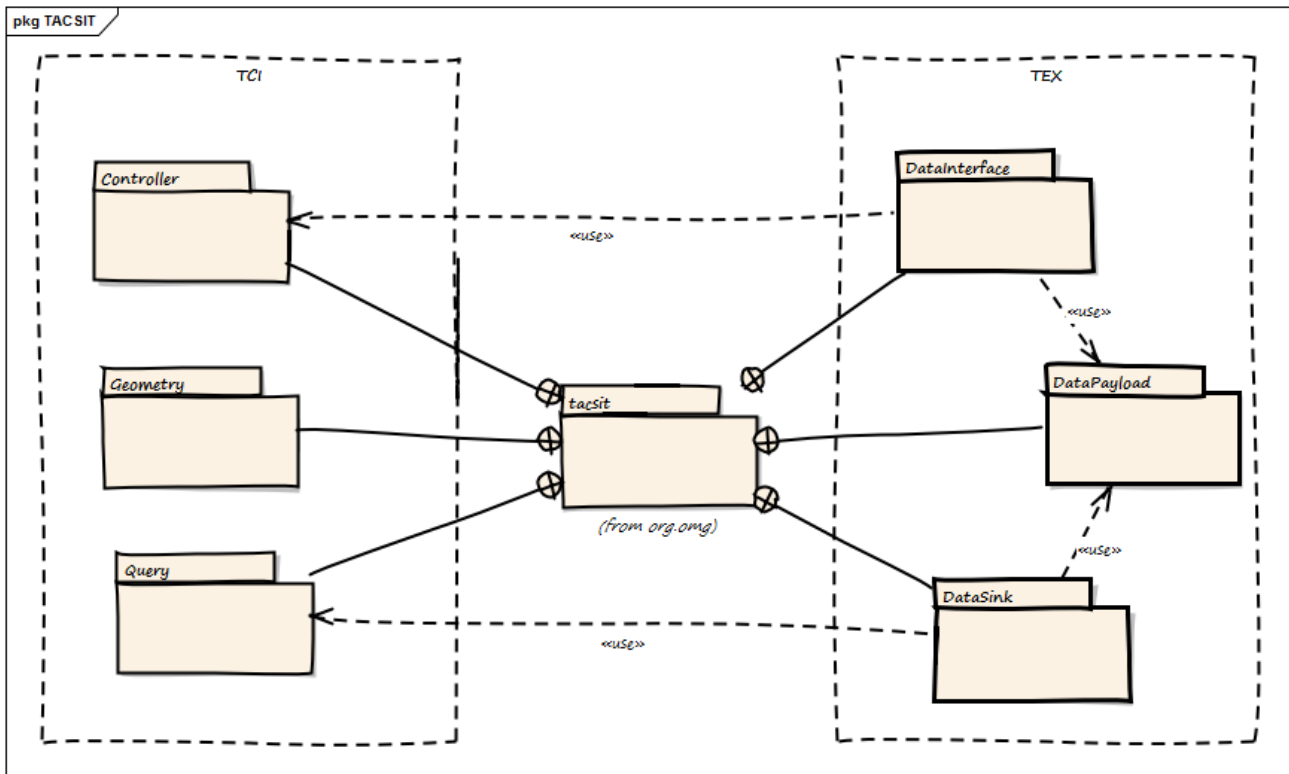 pkg TACSIT
TCI
TEX
Controller
DataInterface
«use»
«use»
Geometry
DataPayload
tacsit
(from org.omg)
«use»
Query
DataSink
«use»